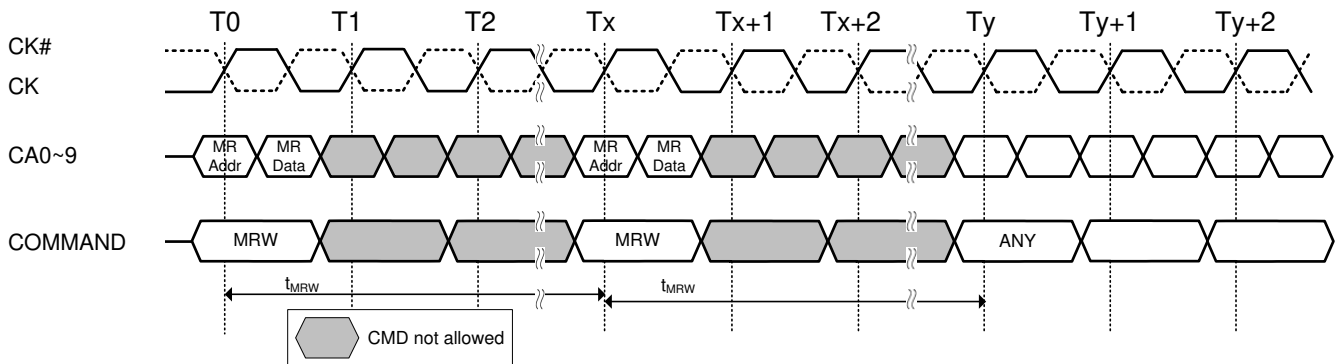 T0 T1 T2 Tx Tx+1 Tx+2 Ty Ty+1 Ty+2
CK#
CK
CA0~9
MR Addr
MR Data
MR Addr
MR Data
COMMAND
MRW
MRW
ANY
tMRW
tMRW
CMD not allowed